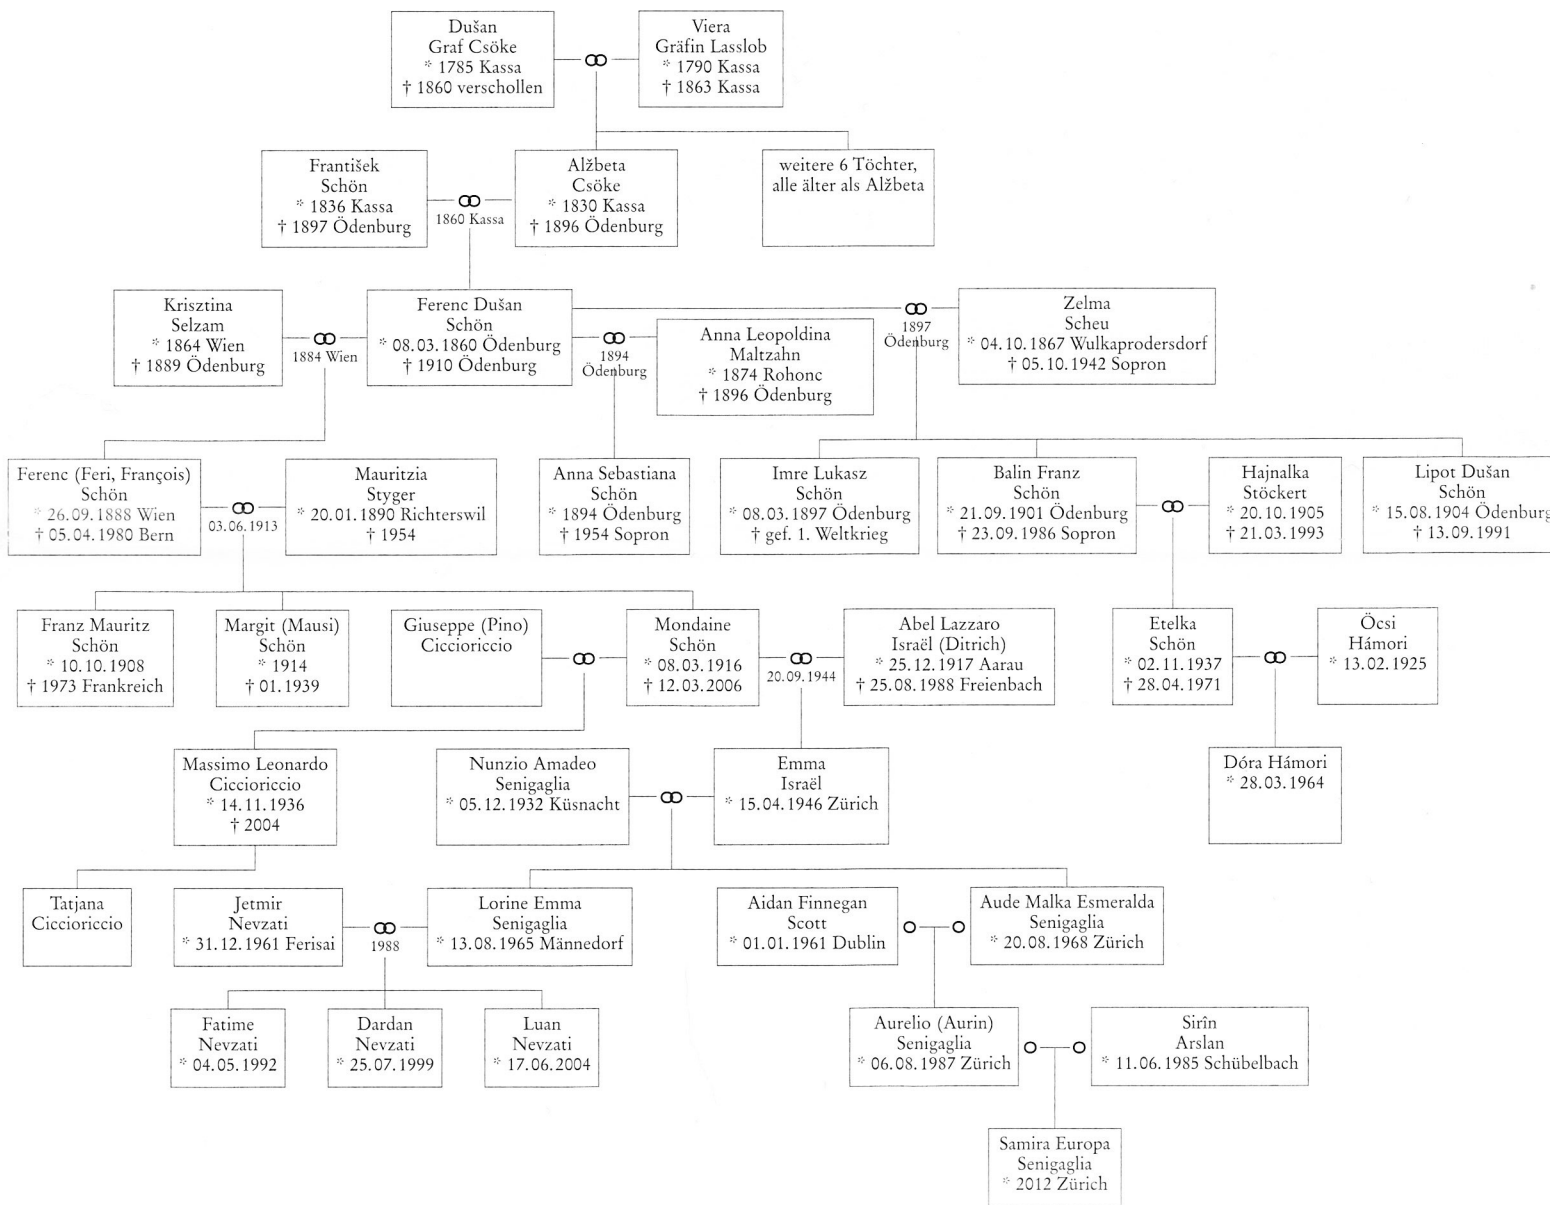 Dušan
Graf Csöke
* 1785 Kassa
† 1860 verschollen
Viera
Gräfin Lasslob
* 1790 Kassa
† 1863 Kassa
František
Schön
* 1836 Kassa
† 1897 Ödenburg
1860 Kassa
Alžbeta
Csöke
* 1830 Kassa
† 1896 Ödenburg
weitere 6 Töchter,
alle älter als Alžbeta
Krisztina
Selzam
* 1864 Wien
† 1889 Ödenburg
1884 Wien
Ferenc Dušan
Schön
* 08.03.1860 Ödenburg
† 1910 Ödenburg
1894
Ödenburg
Anna Leopoldina
Maltzahn
* 1874 Rohonc
† 1896 Ödenburg
1897
Ödenburg
Zelma
Scheu
* 04.10.1867 Wulkaprodersdorf
† 05.10.1942 Sopron
Ferenc (Feri, François)
Schön
* 26.09.1888 Wien
† 05.04.1980 Bern
03.06.1913
Mauritzia
Styger
* 20.01.1890 Richterswil
† 1954
Anna Sebastiana
Schön
* 1894 Ödenburg
† 1954 Sopron
Imre Lukasz
Schön
* 08.03.1897 Ödenburg
† gef. 1. Weltkrieg
Balin Franz
Schön
* 21.09.1901 Ödenburg
† 23.09.1986 Sopron
Hajnalka
Stöckert
* 20.10.1905
† 21.03.1993
Lipot Dušan
Schön
* 15.08.1904 Ödenburg
† 13.09.1991
Franz Mauritz
Schön
* 10.10.1908
† 1973 Frankreich
Margit (Mausi)
Schön
* 1914
† 01.1939
Giuseppe (Pino)
Ciccioriccio
Mondaine
Schön
* 08.03.1916
† 12.03.2006
20.09.1944
Abel Lazzaro
Israël (Ditrich)
* 25.12.1917 Aarau
† 25.08.1988 Freienbach
Etelka
Schön
* 02.11.1937
† 28.04.1971
Öcsi
Hámori
* 13.02.1925
Massimo Leonardo
Ciccioriccio
* 14.11.1936
† 2004
Nunzio Amadeo
Senigaglia
* 05.12.1932 Küsnacht
Emma
Israël
* 15.04.1946 Zürich
Dóra Hámori
* 28.03.1964
Tatjana
Ciccioriccio
Jetmir
Nevzati
* 31.12.1961 Ferisai
1988
Lorine Emma
Senigaglia
* 13.08.1965 Männedorf
Aidan Finnegan
Scott
* 01.01.1961 Dublin
Aude Malka Esmeralda
Senigaglia
* 20.08.1968 Zürich
Fatime
Nevzati
* 04.05.1992
Dardan
Nevzati
* 25.07.1999
Luan
Nevzati
* 17.06.2004
Aurelio (Aurin)
Senigaglia
* 06.08.1987 Zürich
Sirîn
Arslan
* 11.06.1985 Schübelbach
Samira Europa
Senigaglia
* 2012 Zürich